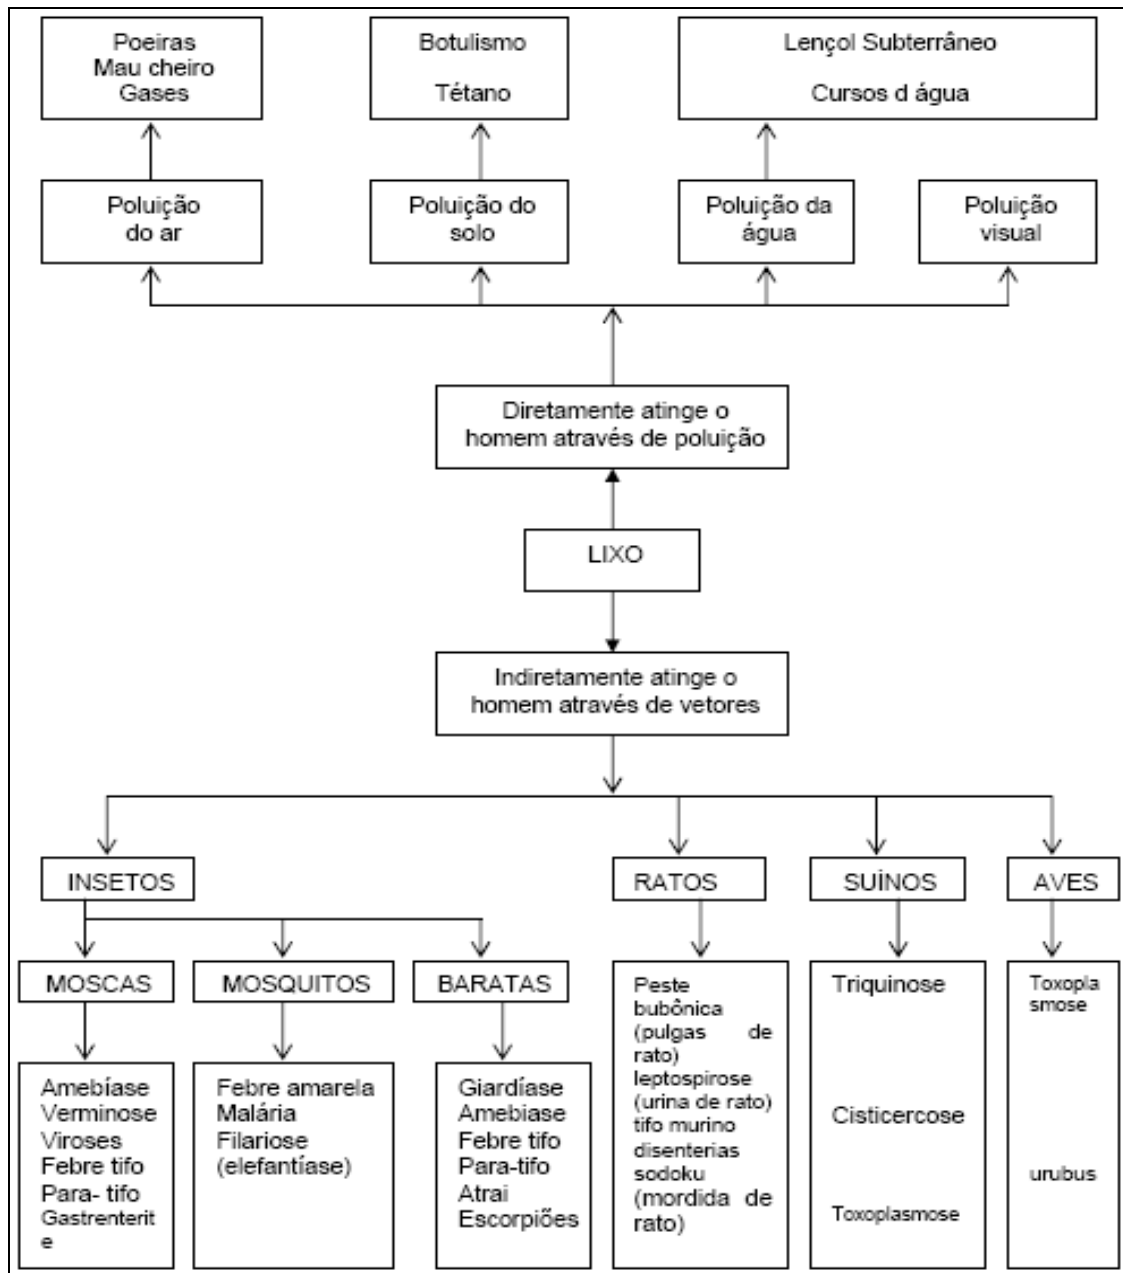 Poeiras
Mau cheiro
Gases
Botulismo
Tétano
Lençol Subterrâneo
Cursos d água
Poluição
do ar
Poluição do
solo
Poluição da
água
Poluição
visual
Diretamente atinge o
homem através de poluição
LIXO
Indiretamente atinge o
homem através de vetores
INSETOS
RATOS
SUÍNOS
AVES
MOSCAS
MOSQUITOS
BARATAS
Amebíase
Verminose
Viroses
Febre tifo
Para- tifo
Gastrenterit
e
Febre amarela
Malária
Filariose
(elefantíase)
Giardíase
Amebiase
Febre tifo
Para-tifo
Atrai
Escorpiões
Peste
bubônica
(pulgas de
rato)
leptospirose
(urina de rato)
tifo murino
disenterias
sodoku
(mordida de
rato)
Triquinose
Cisticercose
Toxoplasmose
Toxopla
smose
urubus